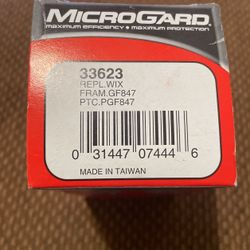 MICROGARD®
MAXIMUM EFFICIENCY • MAXIMUM PROTECTION
33623
REPL.WIX
FRAM.GF847
PTC.PGF847
0 31447 07444 6
MADE IN TAIWAN